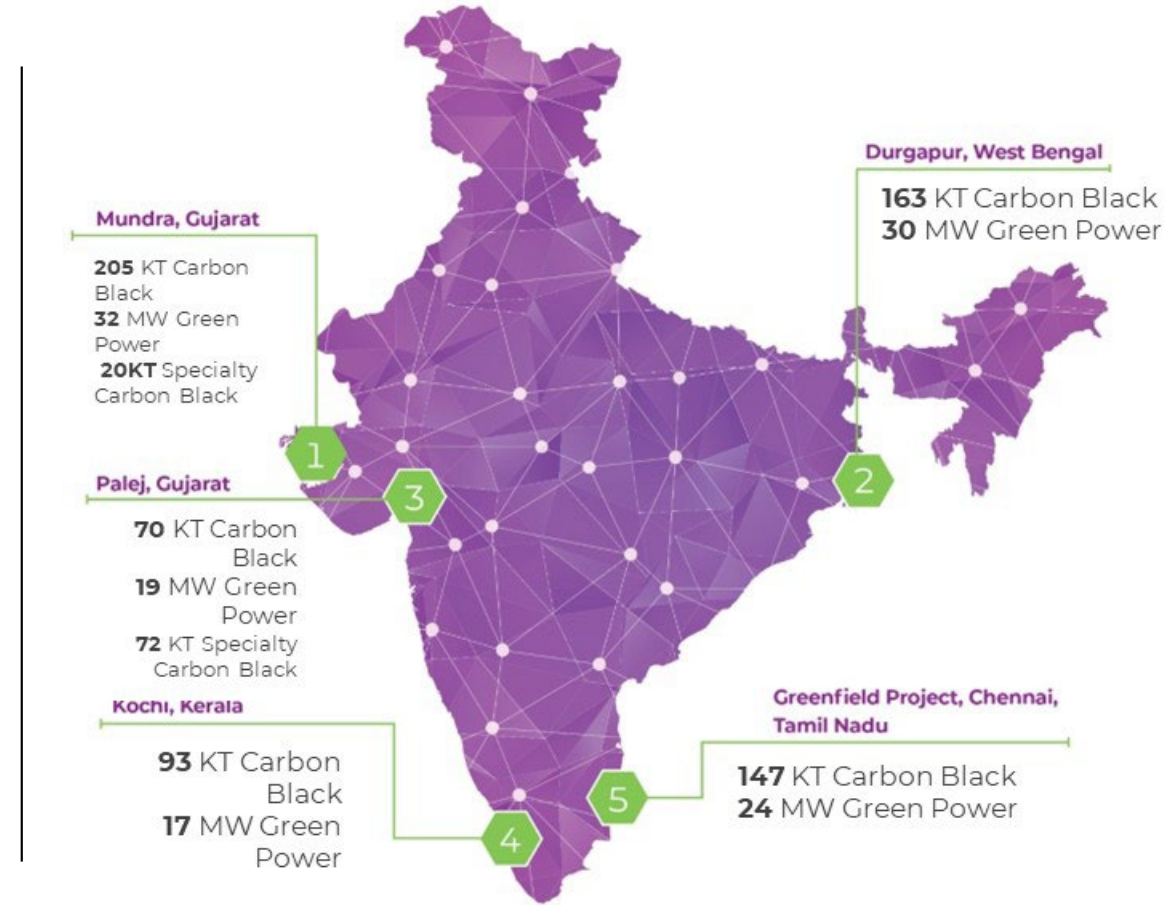 Mundra, Gujarat
205 KT Carbon
Black
32 MW Green
Power
20KT Specialty
Carbon Black
1
Durgapur, West Bengal
163 KT Carbon Black
30 MW Green Power
2
Palej, Gujarat
3
70 KT Carbon
Black
19 MW Green
Power
72 KT Specialty
Carbon Black
Kochi, Kerala
93 KT Carbon
Black
17 MW Green
Power
4
Greenfield Project, Chennai,
Tamil Nadu
147 KT Carbon Black
24 MW Green Power
5